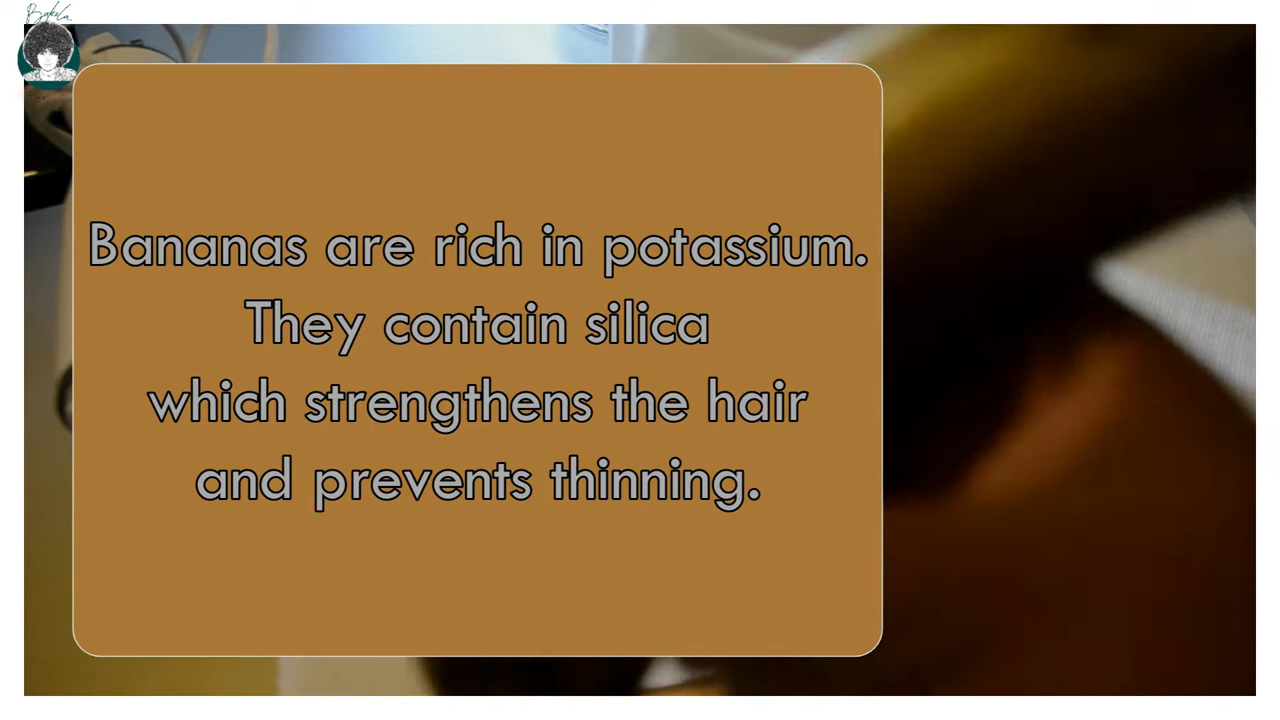 Bananas are rich in potassium.
They contain silica
which strengthens the hair
and prevents thinning.